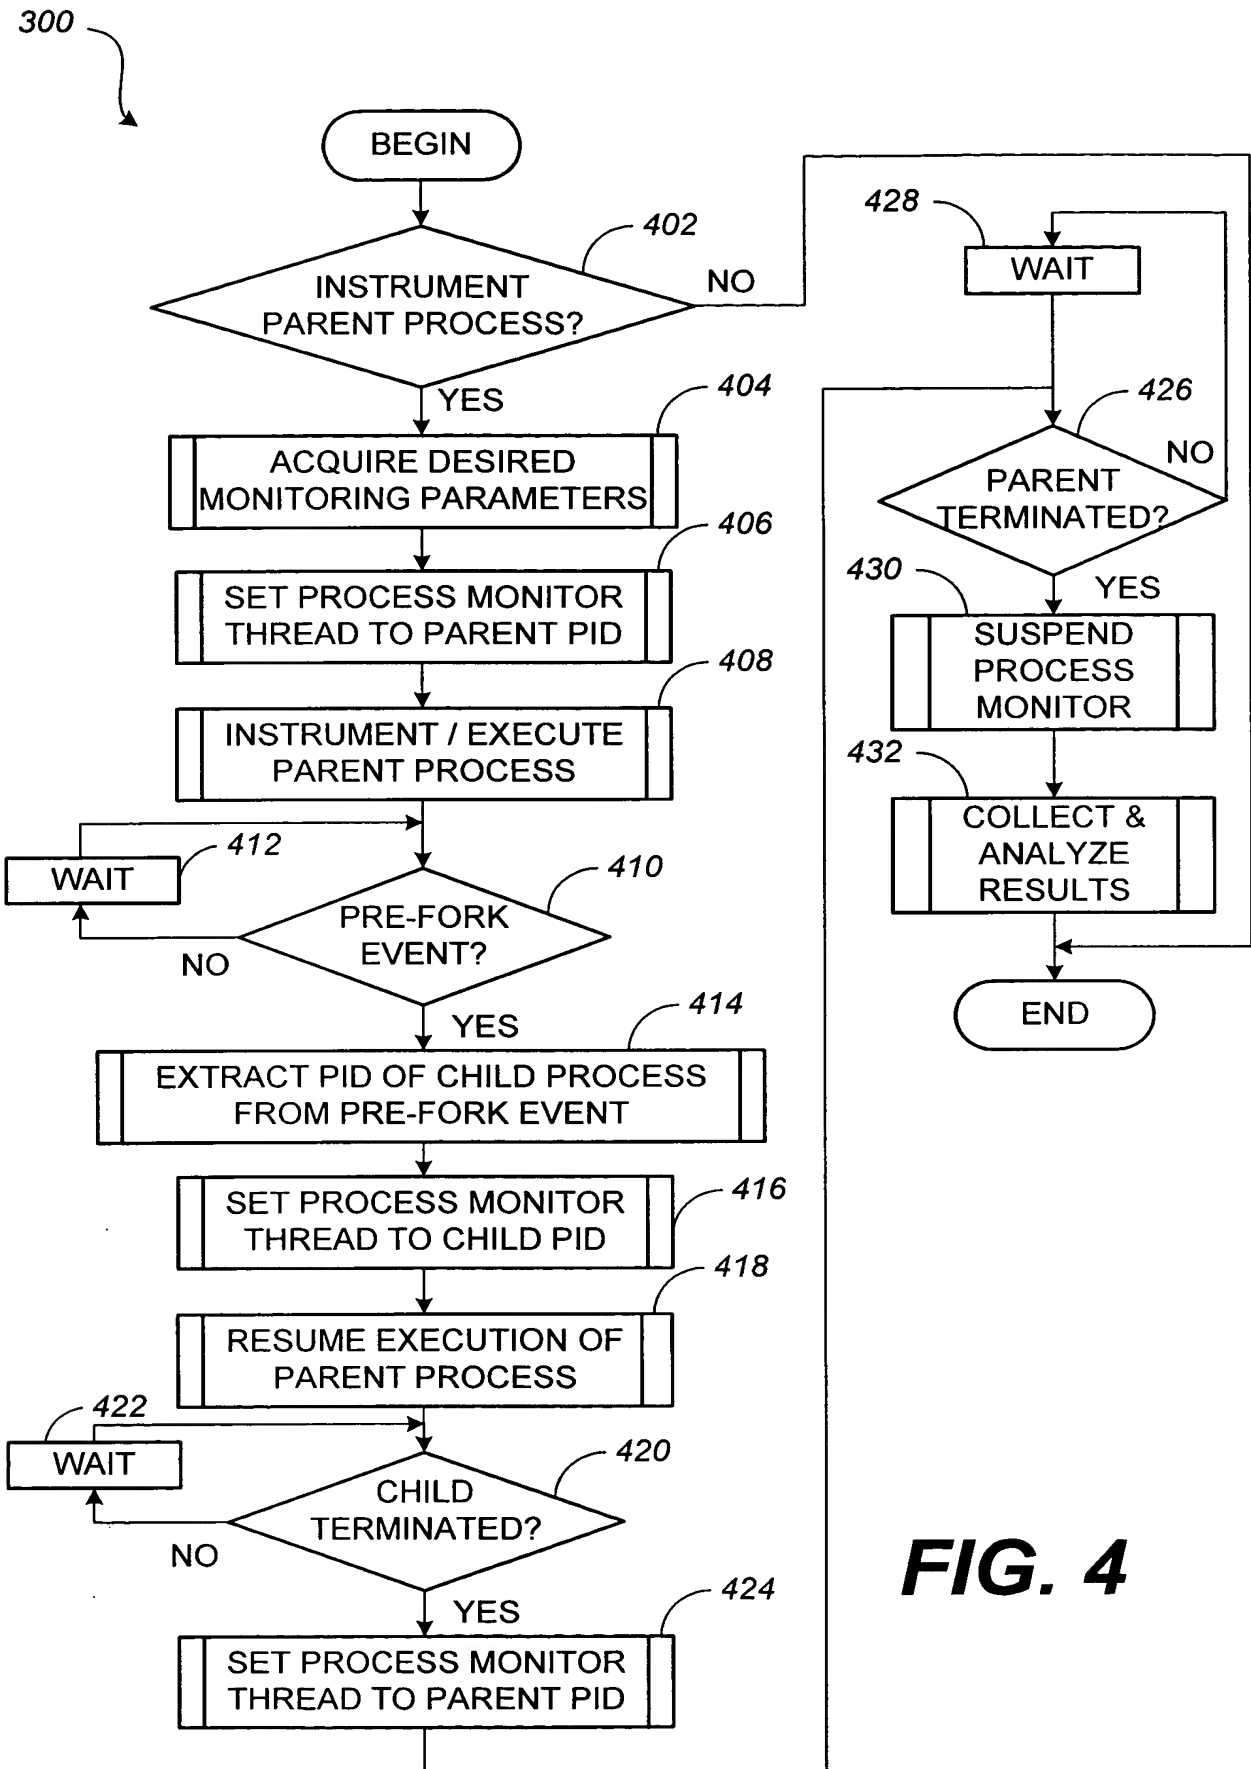 300
BEGIN
402
INSTRUMENT
PARENT PROCESS?
NO
YES
404
ACQUIRE DESIRED
MONITORING PARAMETERS
406
SET PROCESS MONITOR
THREAD TO PARENT PID
408
INSTRUMENT / EXECUTE
PARENT PROCESS
412
WAIT
410
PRE-FORK
EVENT?
NO
YES
414
EXTRACT PID OF CHILD PROCESS
FROM PRE-FORK EVENT
416
SET PROCESS MONITOR
THREAD TO CHILD PID
418
RESUME EXECUTION OF
PARENT PROCESS
422
WAIT
420
CHILD
TERMINATED?
NO
YES
424
SET PROCESS MONITOR
THREAD TO PARENT PID
428
WAIT
426
PARENT
TERMINATED?
NO
YES
430
SUSPEND
PROCESS
MONITOR
432
COLLECT &
ANALYZE
RESULTS
END
FIG. 4